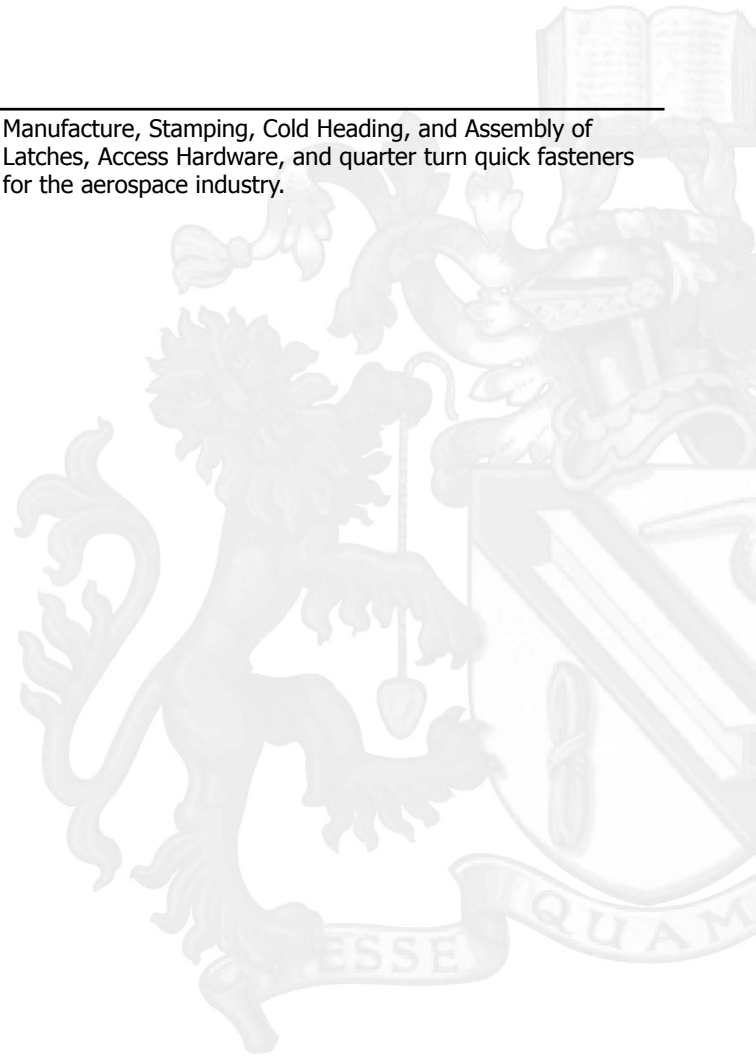 Manufacture, Stamping, Cold Heading, and Assembly of
Latches, Access Hardware, and quarter turn quick fasteners
for the aerospace industry.
ESSE
QUAM